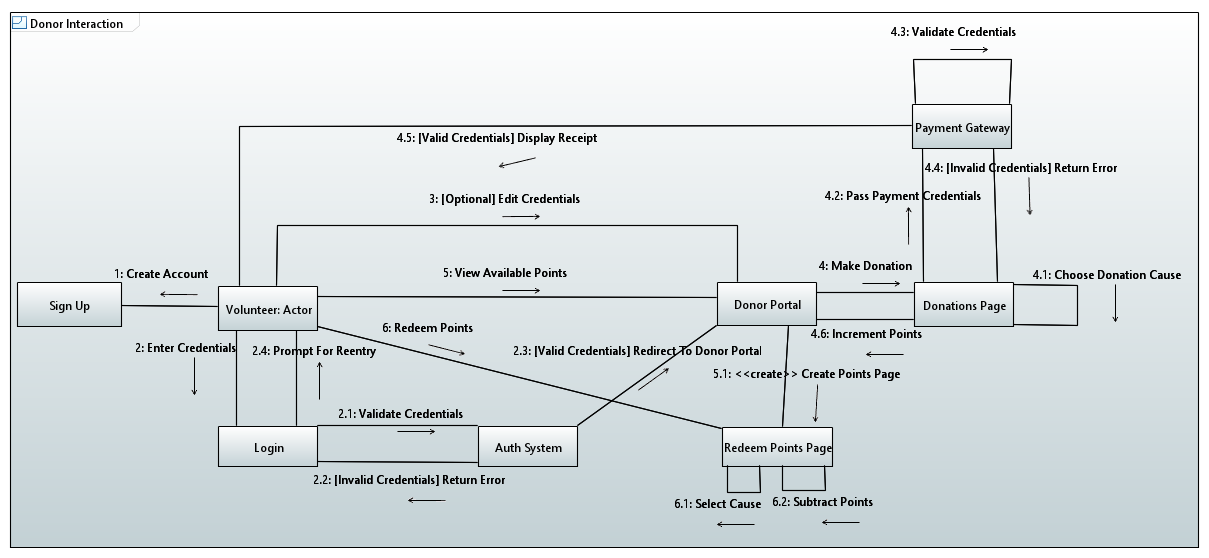 Donor Interaction
4.3: Validate Credentials
Payment Gateway
4.5: [Valid Credentials] Display Receipt
4.4: [Invalid Credentials] Return Error
4.2: Pass Payment Credentials
3: [Optional] Edit Credentials
1: Create Account
5: View Available Points
4: Make Donation
4.1: Choose Donation Cause
Sign Up
Volunteer: Actor
Donor Portal
Donations Page
6: Redeem Points
4.6: Increment Points
2: Enter Credentials
2.4: Prompt For Reentry
2.3: [Valid Credentials] Redirect To Donor Portal
5.1: <<create>> Create Points Page
2.1: Validate Credentials
Login
Auth System
Redeem Points Page
2.2: [Invalid Credentials] Return Error
6.1: Select Cause
6.2: Subtract Points